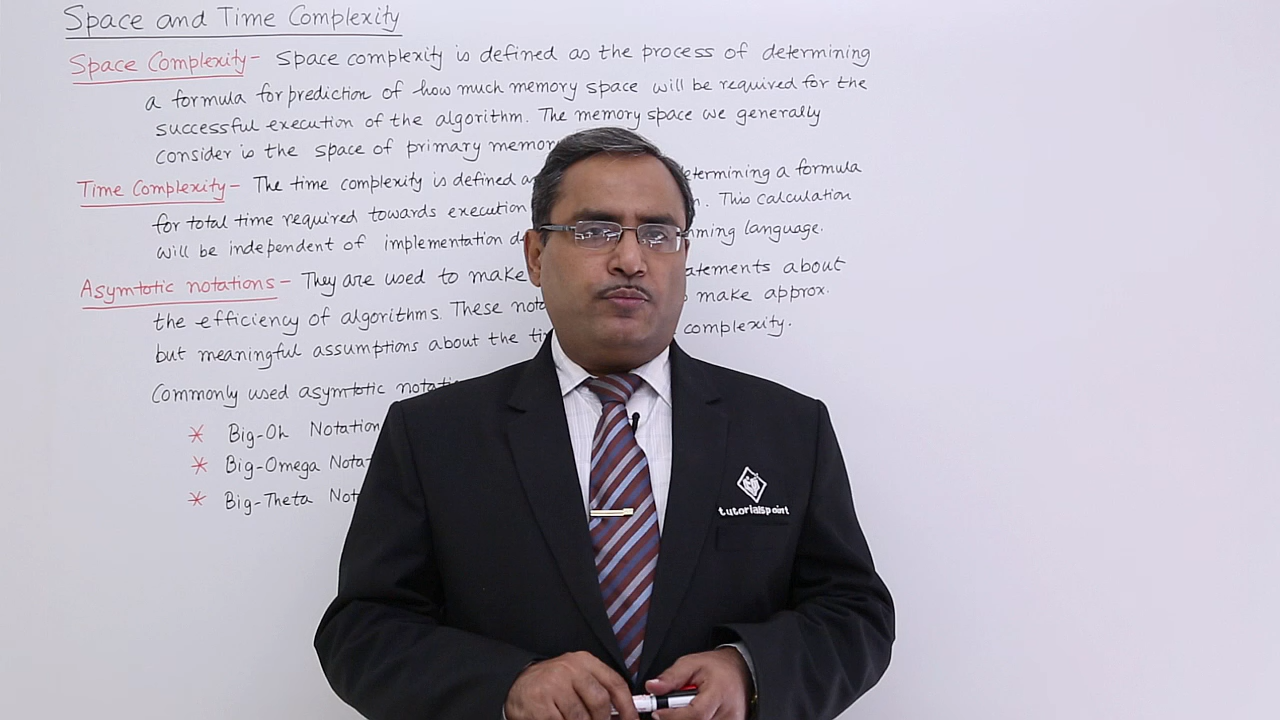 Space and Time Complexity
Space Complexity - Space complexity is defined as the process of determining
a formula for prediction of how much memory space will be required for the
successful execution of the algorithm. The memory space we generally
consider is the space of primary memor
Time Complexity - The time complexity is defined a etermining a formula
for total time required towards execution . This calculation
will be independent of implementation d ming language.
Asymtotic notations - They are used to make atements about
the efficiency of algorithms. These not make approx.
but meaningful assumptions about the ti complexity.
Commonly used asymtotic notati
* Big-Oh Notation
* Big-Omega Nota
* Big-Theta Not
tutorialspoint